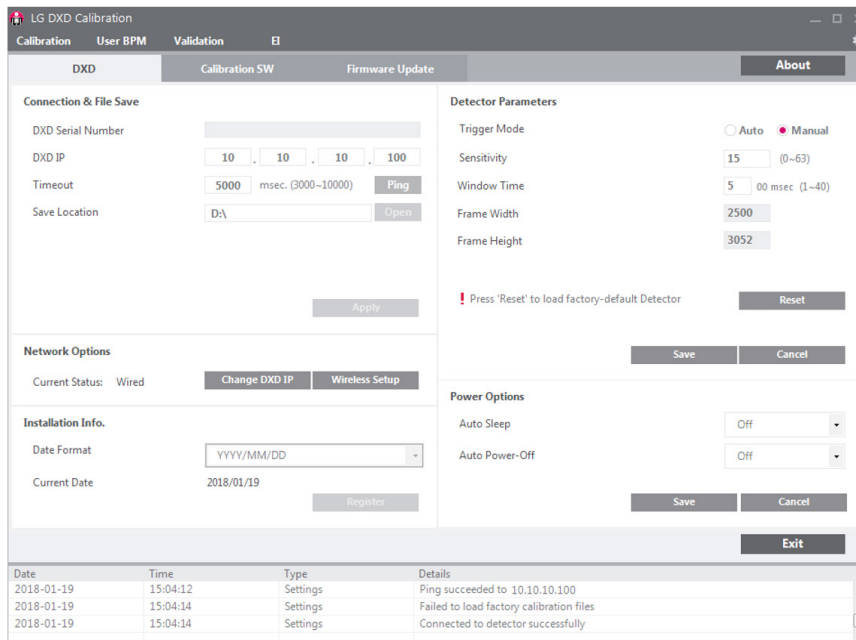 LG DXD Calibration
Calibration User BPM Validation EI
DXD Calibration SW Firmware Update About
Connection & File Save
DXD Serial Number
DXD IP 10 . 10 . 10 . 100
Timeout 5000 msec. (3000~10000) Ping
Save Location D:\ Open
Apply
Network Options
Current Status: Wired Change DXD IP Wireless Setup
Installation Info.
Date Format YYYY/MM/DD
Current Date 2018/01/19
Register
Detector Parameters
Trigger Mode Auto Manual
Sensitivity 15 (0~63)
Window Time 5 00 msec (1~40)
Frame Width 2500
Frame Height 3052
! Press 'Reset' to load factory-default Detector Reset
Save Cancel
Power Options
Auto Sleep Off
Auto Power-Off Off
Save Cancel
Exit
Date Time Type Details
2018-01-19 15:04:12 Settings Ping succeeded to 10.10.10.100
2018-01-19 15:04:14 Settings Failed to load factory calibration files
2018-01-19 15:04:14 Settings Connected to detector successfully